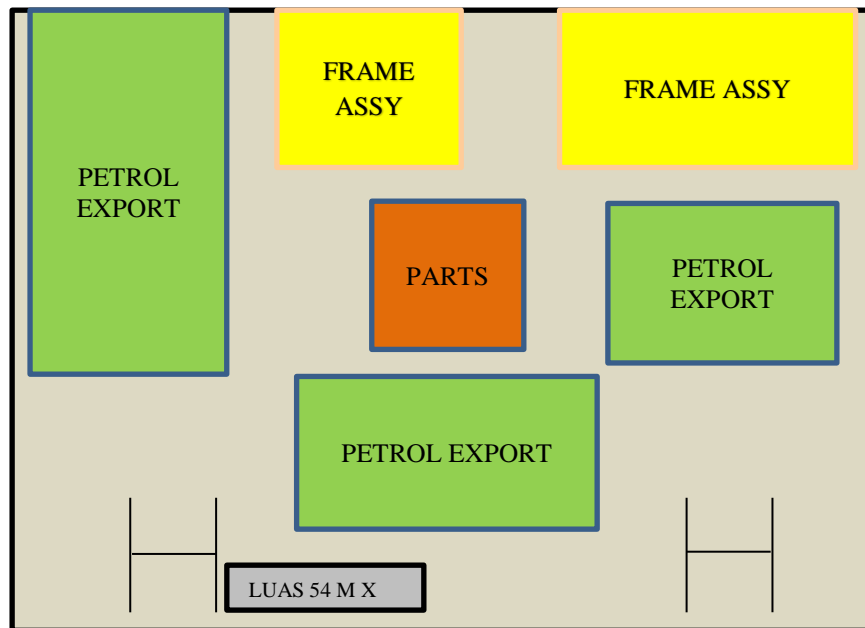 FRAME
ASSY
FRAME ASSY
PETROL
EXPORT
PARTS
PETROL
EXPORT
PETROL EXPORT
LUAS 54 M X